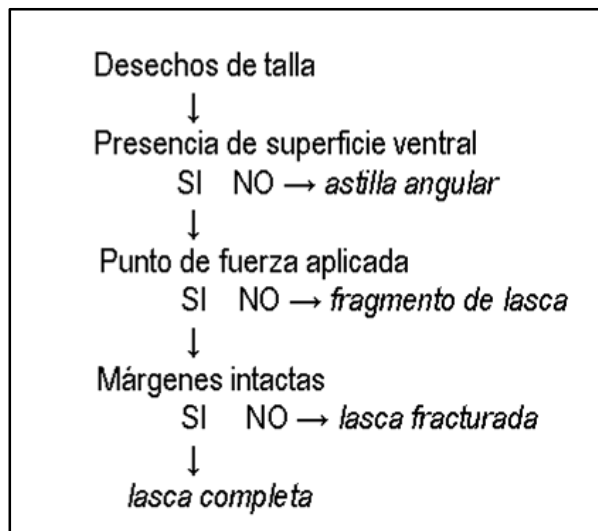 Desechos de talla
↓
Presencia de superficie ventral
SI NO → astilla angular
↓
Punto de fuerza aplicada
SI NO → fragmento de lasca
↓
Márgenes intactas
SI NO → lasca fracturada
↓
lasca completa